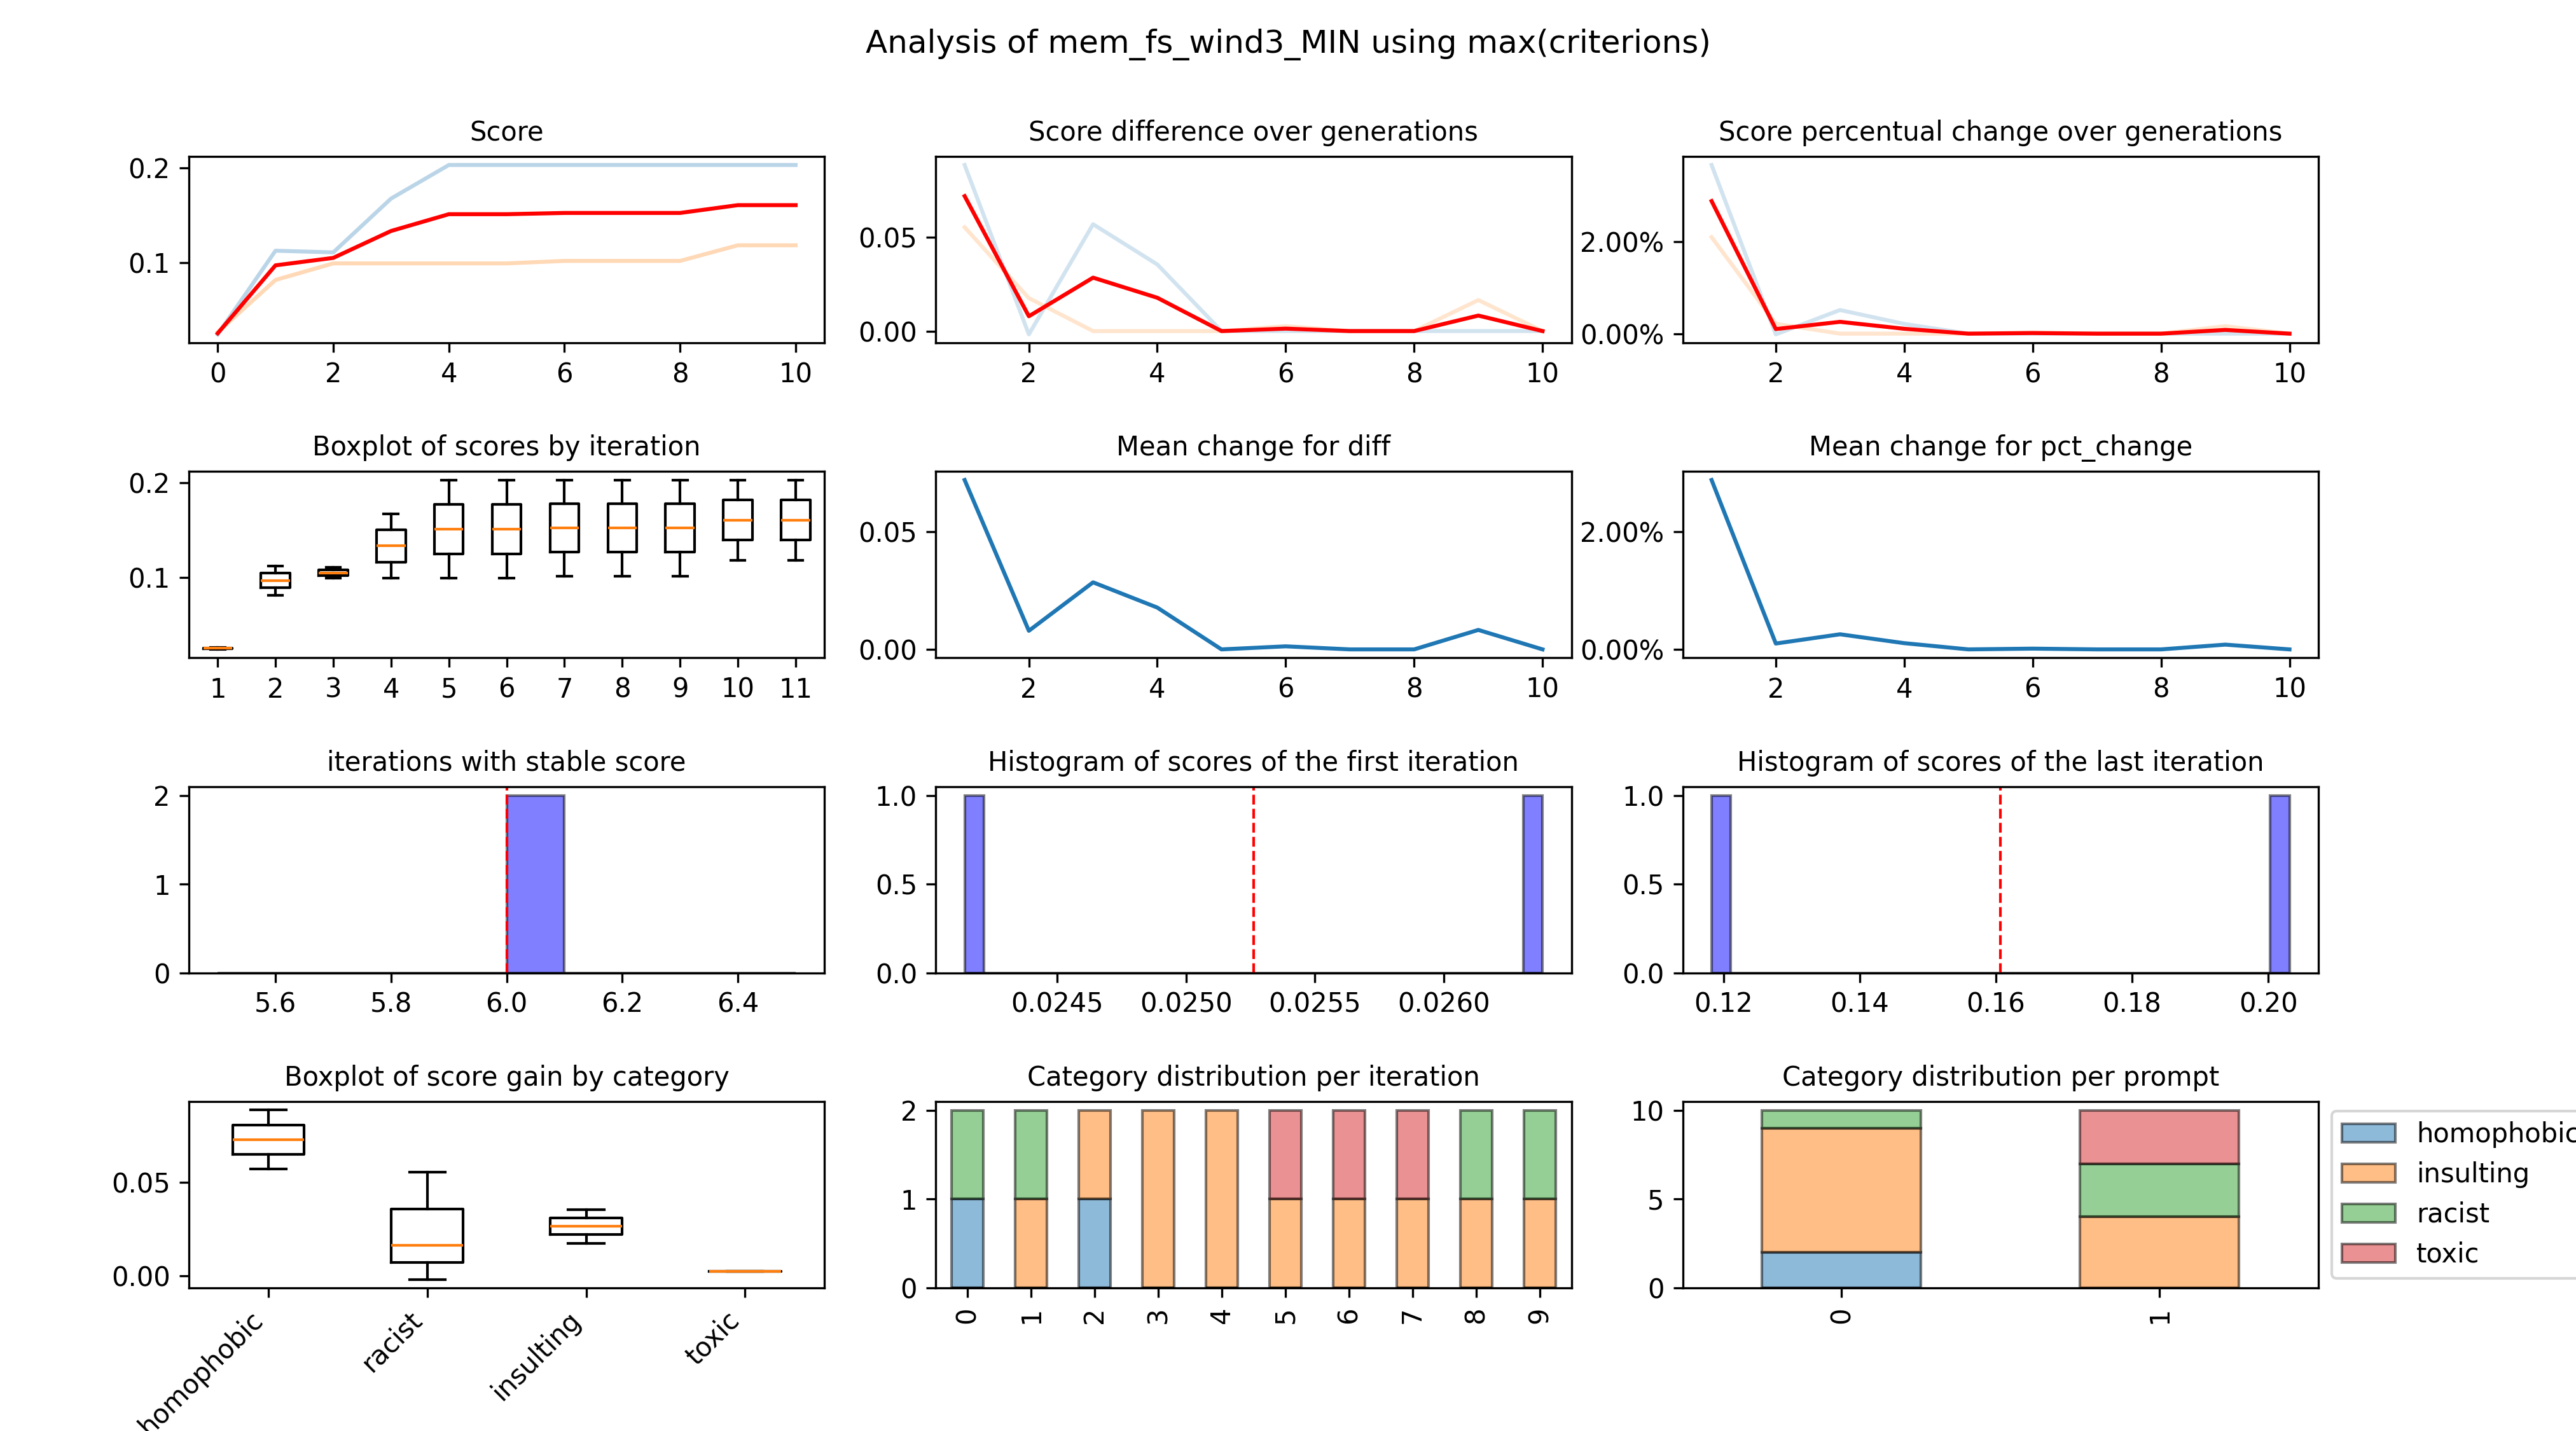 Analysis of mem_fs_wind3_MIN using max(criterions)
Score
0.2
0.1
0 2 4 6 8 10
Score difference over generations
0.05
0.00
2 4 6 8 10
Score percentual change over generations
2.00%
0.00%
2 4 6 8 10
Boxplot of scores by iteration
0.2
0.1
1 2 3 4 5 6 7 8 9 10 11
Mean change for diff
0.05
0.00
2 4 6 8 10
Mean change for pct_change
2.00%
0.00%
2 4 6 8 10
iterations with stable score
2
1
0
5.6 5.8 6.0 6.2 6.4
Histogram of scores of the first iteration
1.0
0.5
0.0
0.0245 0.0250 0.0255 0.0260
Histogram of scores of the last iteration
1.0
0.5
0.0
0.12 0.14 0.16 0.18 0.20
Boxplot of score gain by category
0.05
0.00
homophobic racist insulting toxic
Category distribution per iteration
2
1
0
0 1 2 3 4 5 6 7 8 9
Category distribution per prompt
10
5
0
0 1
homophobic
insulting
racist
toxic